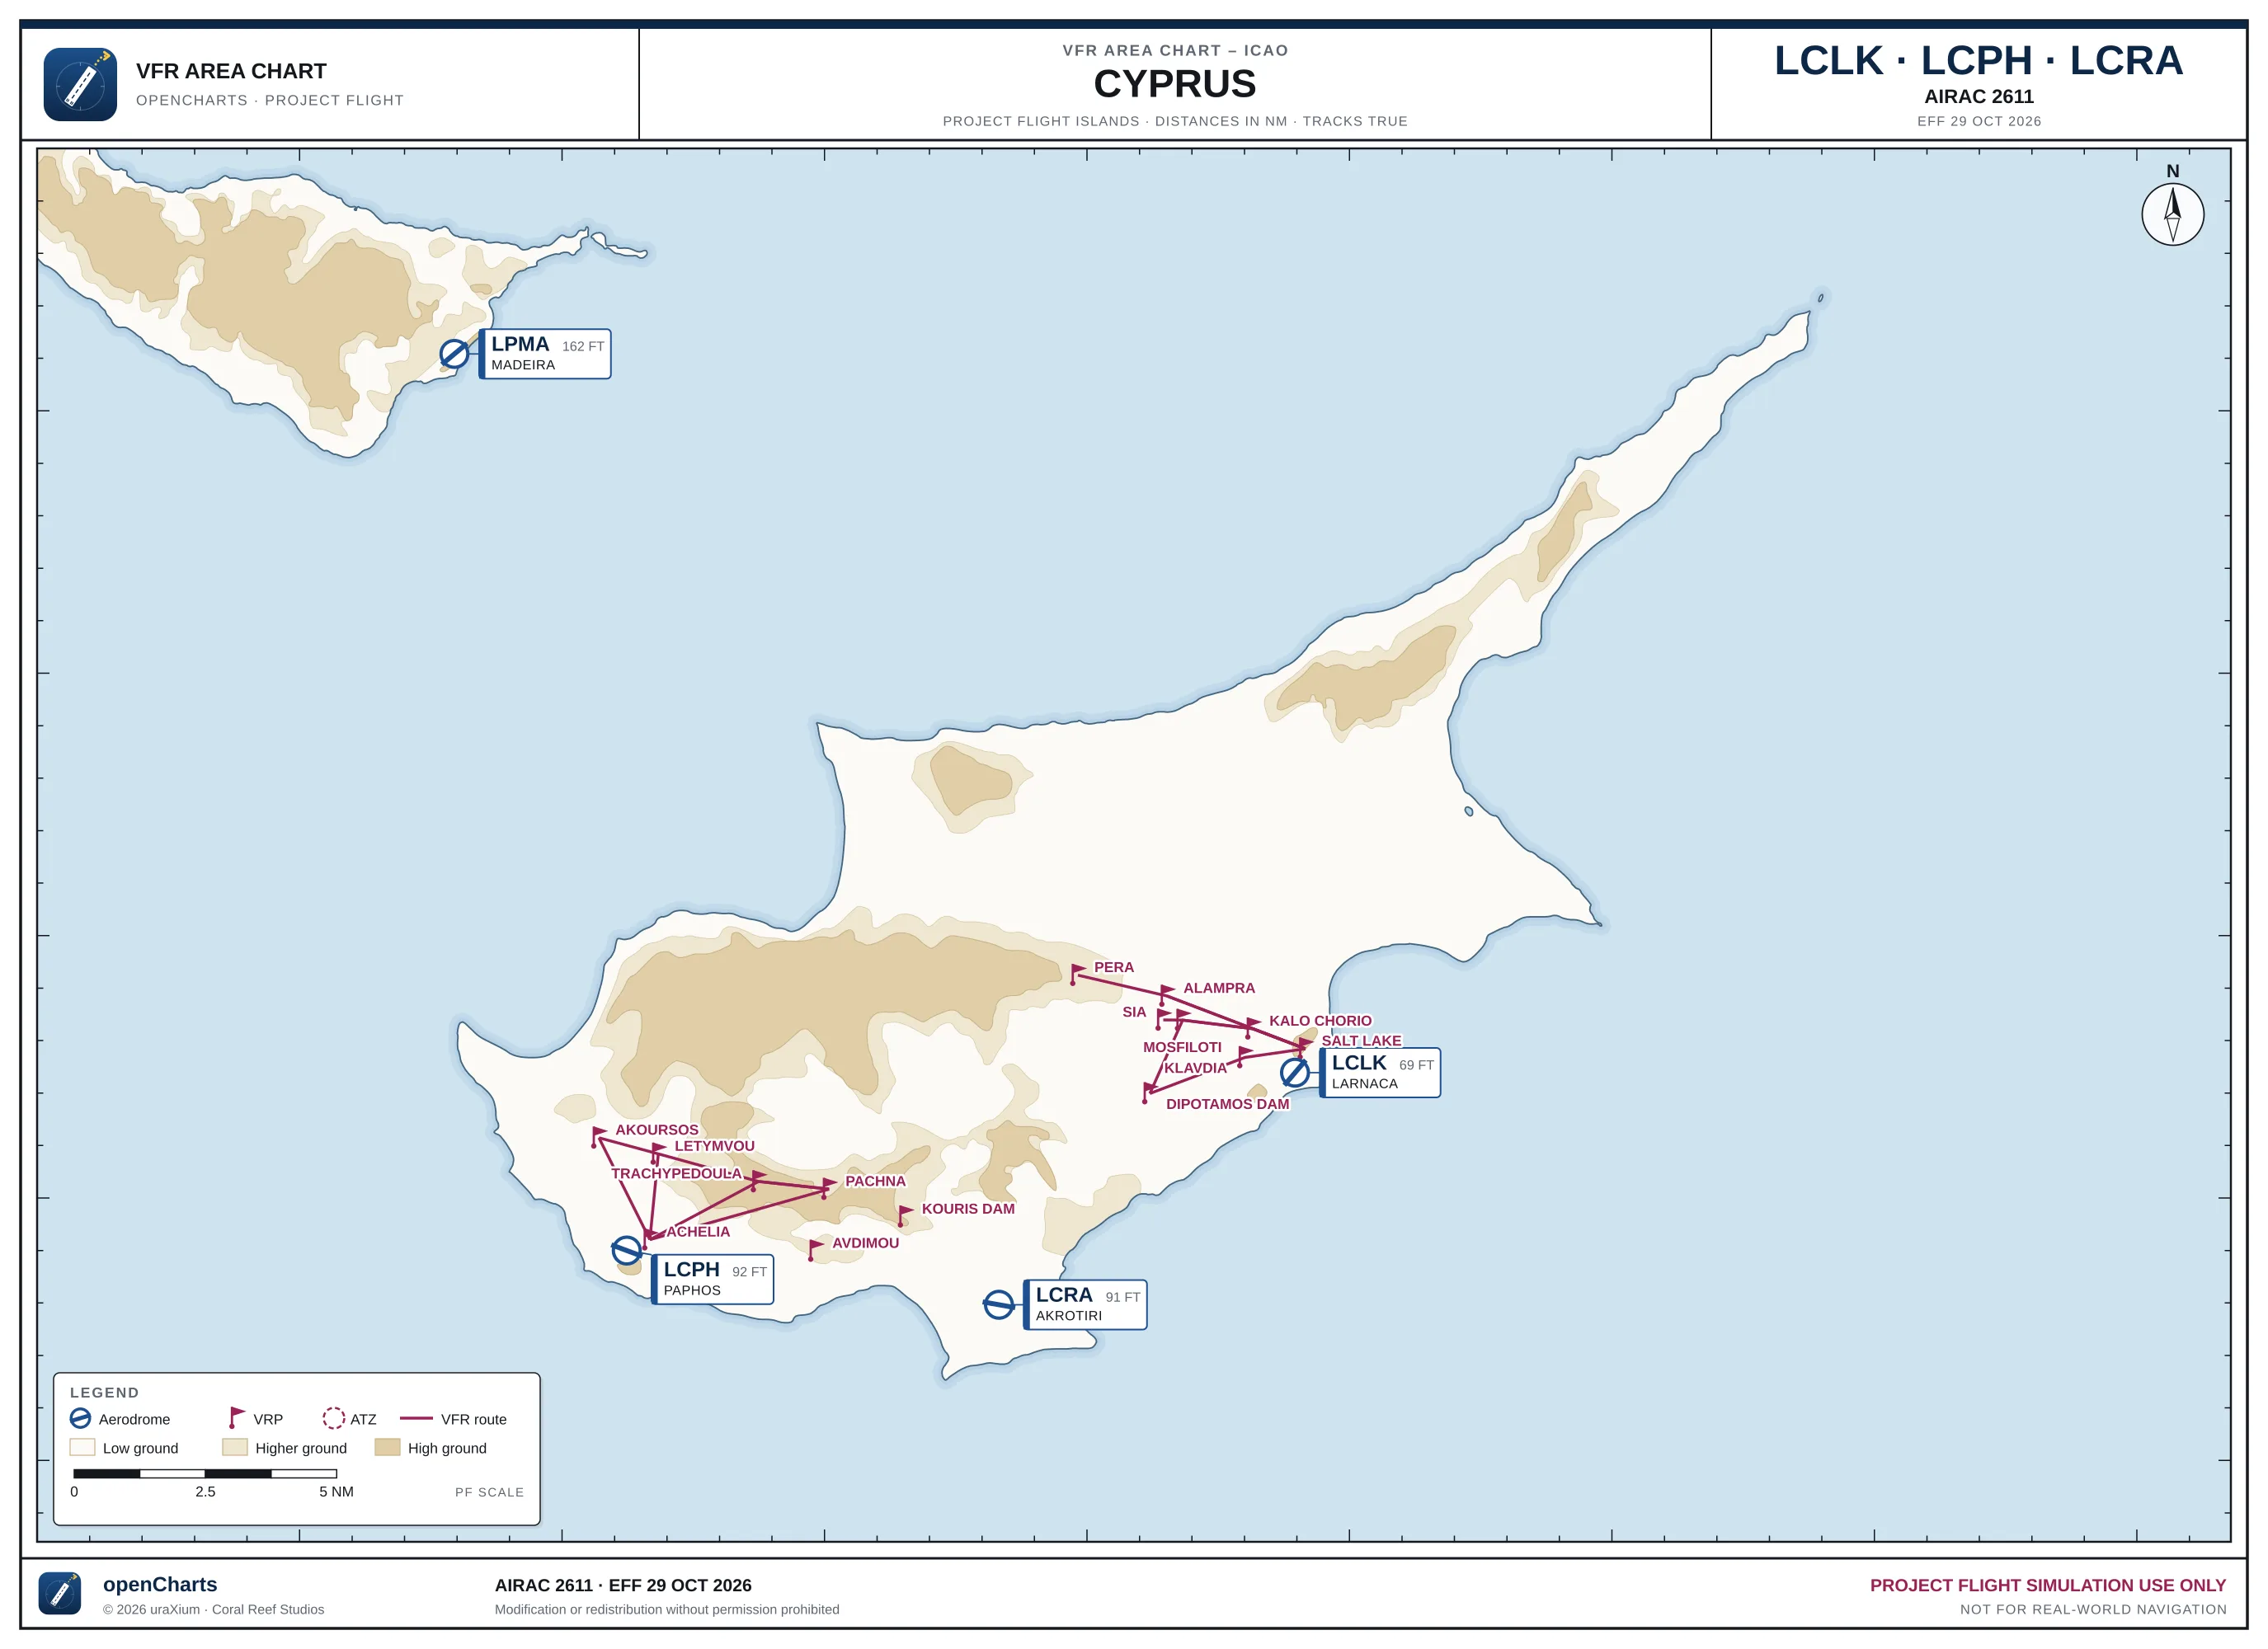 VFR AREA CHART
OPENCHARTS · PROJECT FLIGHT
VFR AREA CHART – ICAO
CYPRUS
PROJECT FLIGHT ISLANDS · DISTANCES IN NM · TRACKS TRUE
LCLK · LCPH · LCRA
AIRAC 2611
EFF 29 OCT 2026
N
LPMA 162 FT
MADEIRA
PERA
ALAMPRA
SIA
KALO CHORIO
SALT LAKE
MOSFILOTI
KLAVDIA
LCLK 69 FT
LARNACA
DIPOTAMOS DAM
AKOURSOS
LETYMVOU
TRACHYPEDOULA
PACHNA
KOURIS DAM
ACHELIA
AVDIMOU
LCPH 92 FT
PAPHOS
LCRA 91 FT
AKROTIRI
LEGEND
Aerodrome VRP ATZ VFR route
Low ground Higher ground High ground
0 2.5 5 NM PF SCALE
openCharts
© 2026 uraXium · Coral Reef Studios
AIRAC 2611 · EFF 29 OCT 2026
Modification or redistribution without permission prohibited
PROJECT FLIGHT SIMULATION USE ONLY
NOT FOR REAL-WORLD NAVIGATION